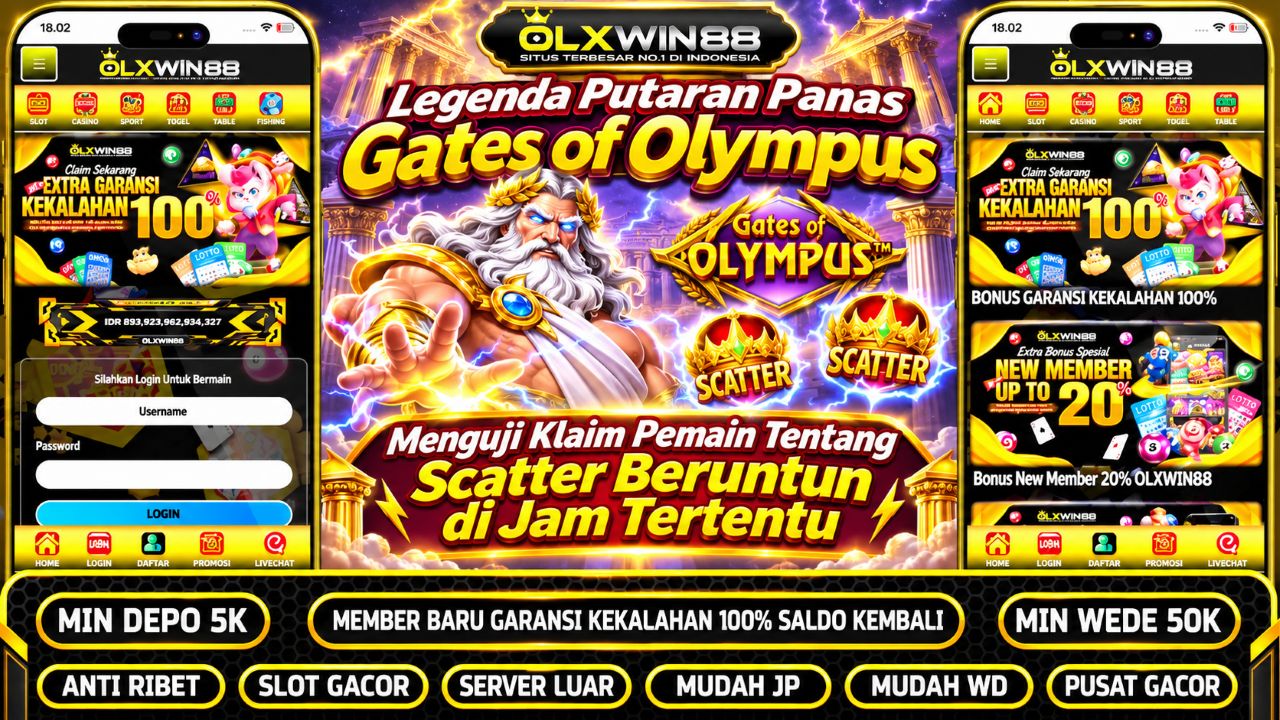 18.02
OLXWIN88
SLOT
CASINO
SPORT
TOGEL
TABLE
FISHING
OLXWIN88
Claim Sekarang
EXTRA GARANSI
KEKALAHAN 100%
IDR 893,923,962,934,327
OLXWIN88
Silahkan Login Untuk Bermain
Username
Password
LOGIN
HOME
LOGIN
DAFTAR
PROMOSI
LIVECHAT
OLXWIN88
SITUS TERBESAR NO.1 DI INDONESIA
Legenda Putaran Panas
Gates of Olympus
Gates of
OLYMPUS™
SCATTER
SCATTER
Menguji Klaim Pemain Tentang
Scatter Beruntun
di Jam Tertentu
18.02
OLXWIN88
HOME
SLOT
CASINO
SPORT
TOGEL
TABLE
OLXWIN88
Claim Sekarang
EXTRA GARANSI
KEKALAHAN 100%
BONUS GARANSI KEKALAHAN 100%
OLXWIN88
Extra Bonus Spesial
NEW MEMBER
UP TO 20%
LOTTO
Bonus New Member 20% OLXWIN88
OLXWIN88
HOME
LOGIN
DAFTAR
PROMOSI
LIVECHAT
MIN DEPO 5K
MEMBER BARU GARANSI KEKALAHAN 100% SALDO KEMBALI
MIN WEDE 50K
ANTI RIBET
SLOT GACOR
SERVER LUAR
MUDAH JP
MUDAH WD
PUSAT GACOR